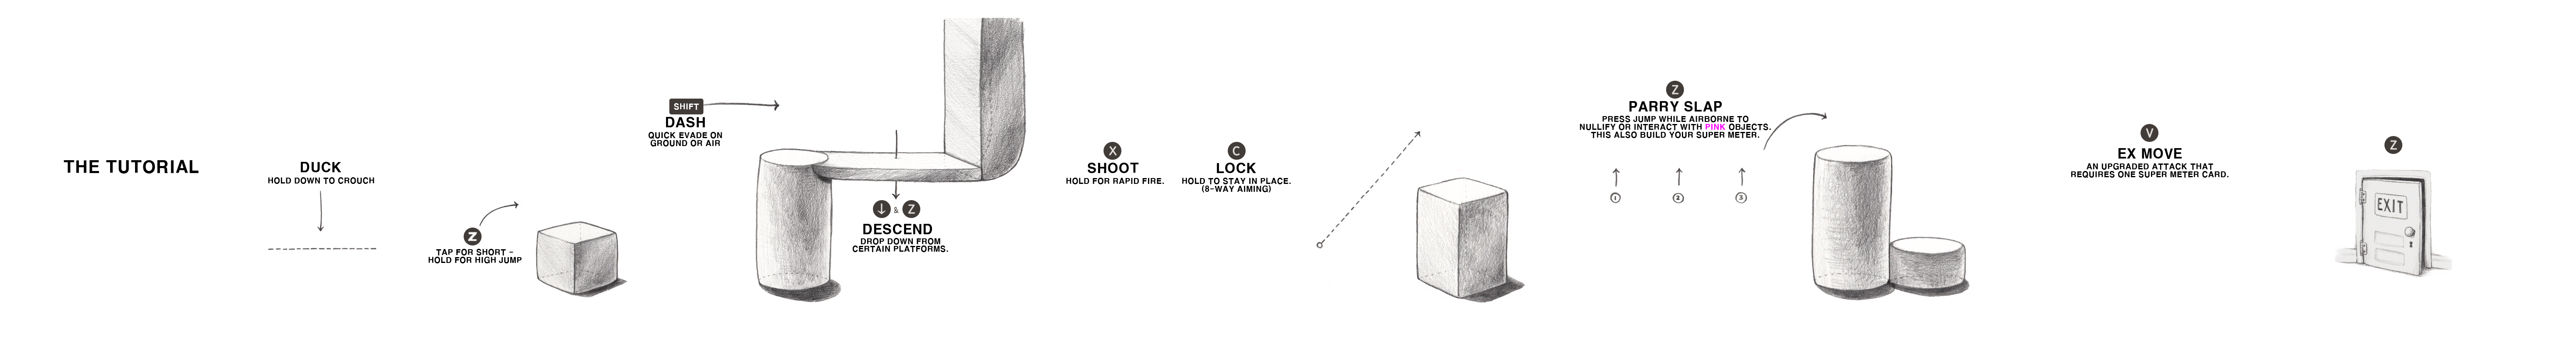 THE TUTORIAL
DUCK
HOLD DOWN TO CROUCH
Z
TAP FOR SHORT –
HOLD FOR HIGH JUMP
SHIFT
DASH
QUICK EVADE ON
GROUND OR AIR
↓ & Z
DESCEND
DROP DOWN FROM
CERTAIN PLATFORMS.
X
SHOOT
HOLD FOR RAPID FIRE.
C
LOCK
HOLD TO STAY IN PLACE.
(8-WAY AIMING)
Z
PARRY SLAP
PRESS JUMP WHILE AIRBORNE TO
NULLIFY OR INTERACT WITH PINK OBJECTS.
THIS ALSO BUILD YOUR SUPER METER.
① ② ③
V
EX MOVE
AN UPGRADED ATTACK THAT
REQUIRES ONE SUPER METER CARD.
Z
EXIT